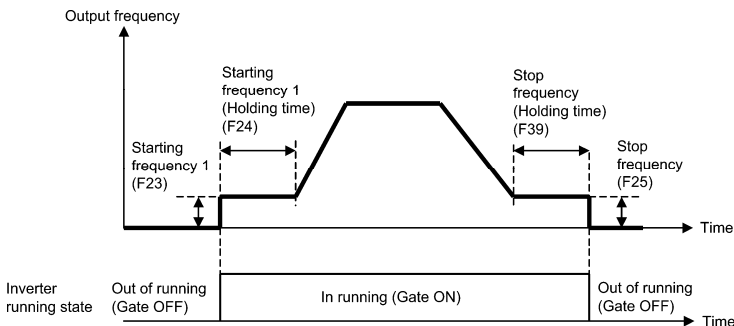 Output frequency
Starting
frequency 1
(Holding time)
(F24)
Stop
frequency
(Holding time)
(F39)
Starting
frequency 1
(F23)
Stop
frequency
(F25)
Time
Inverter
running state
Out of running
(Gate OFF)
In running (Gate ON)
Out of running
(Gate OFF)
Time